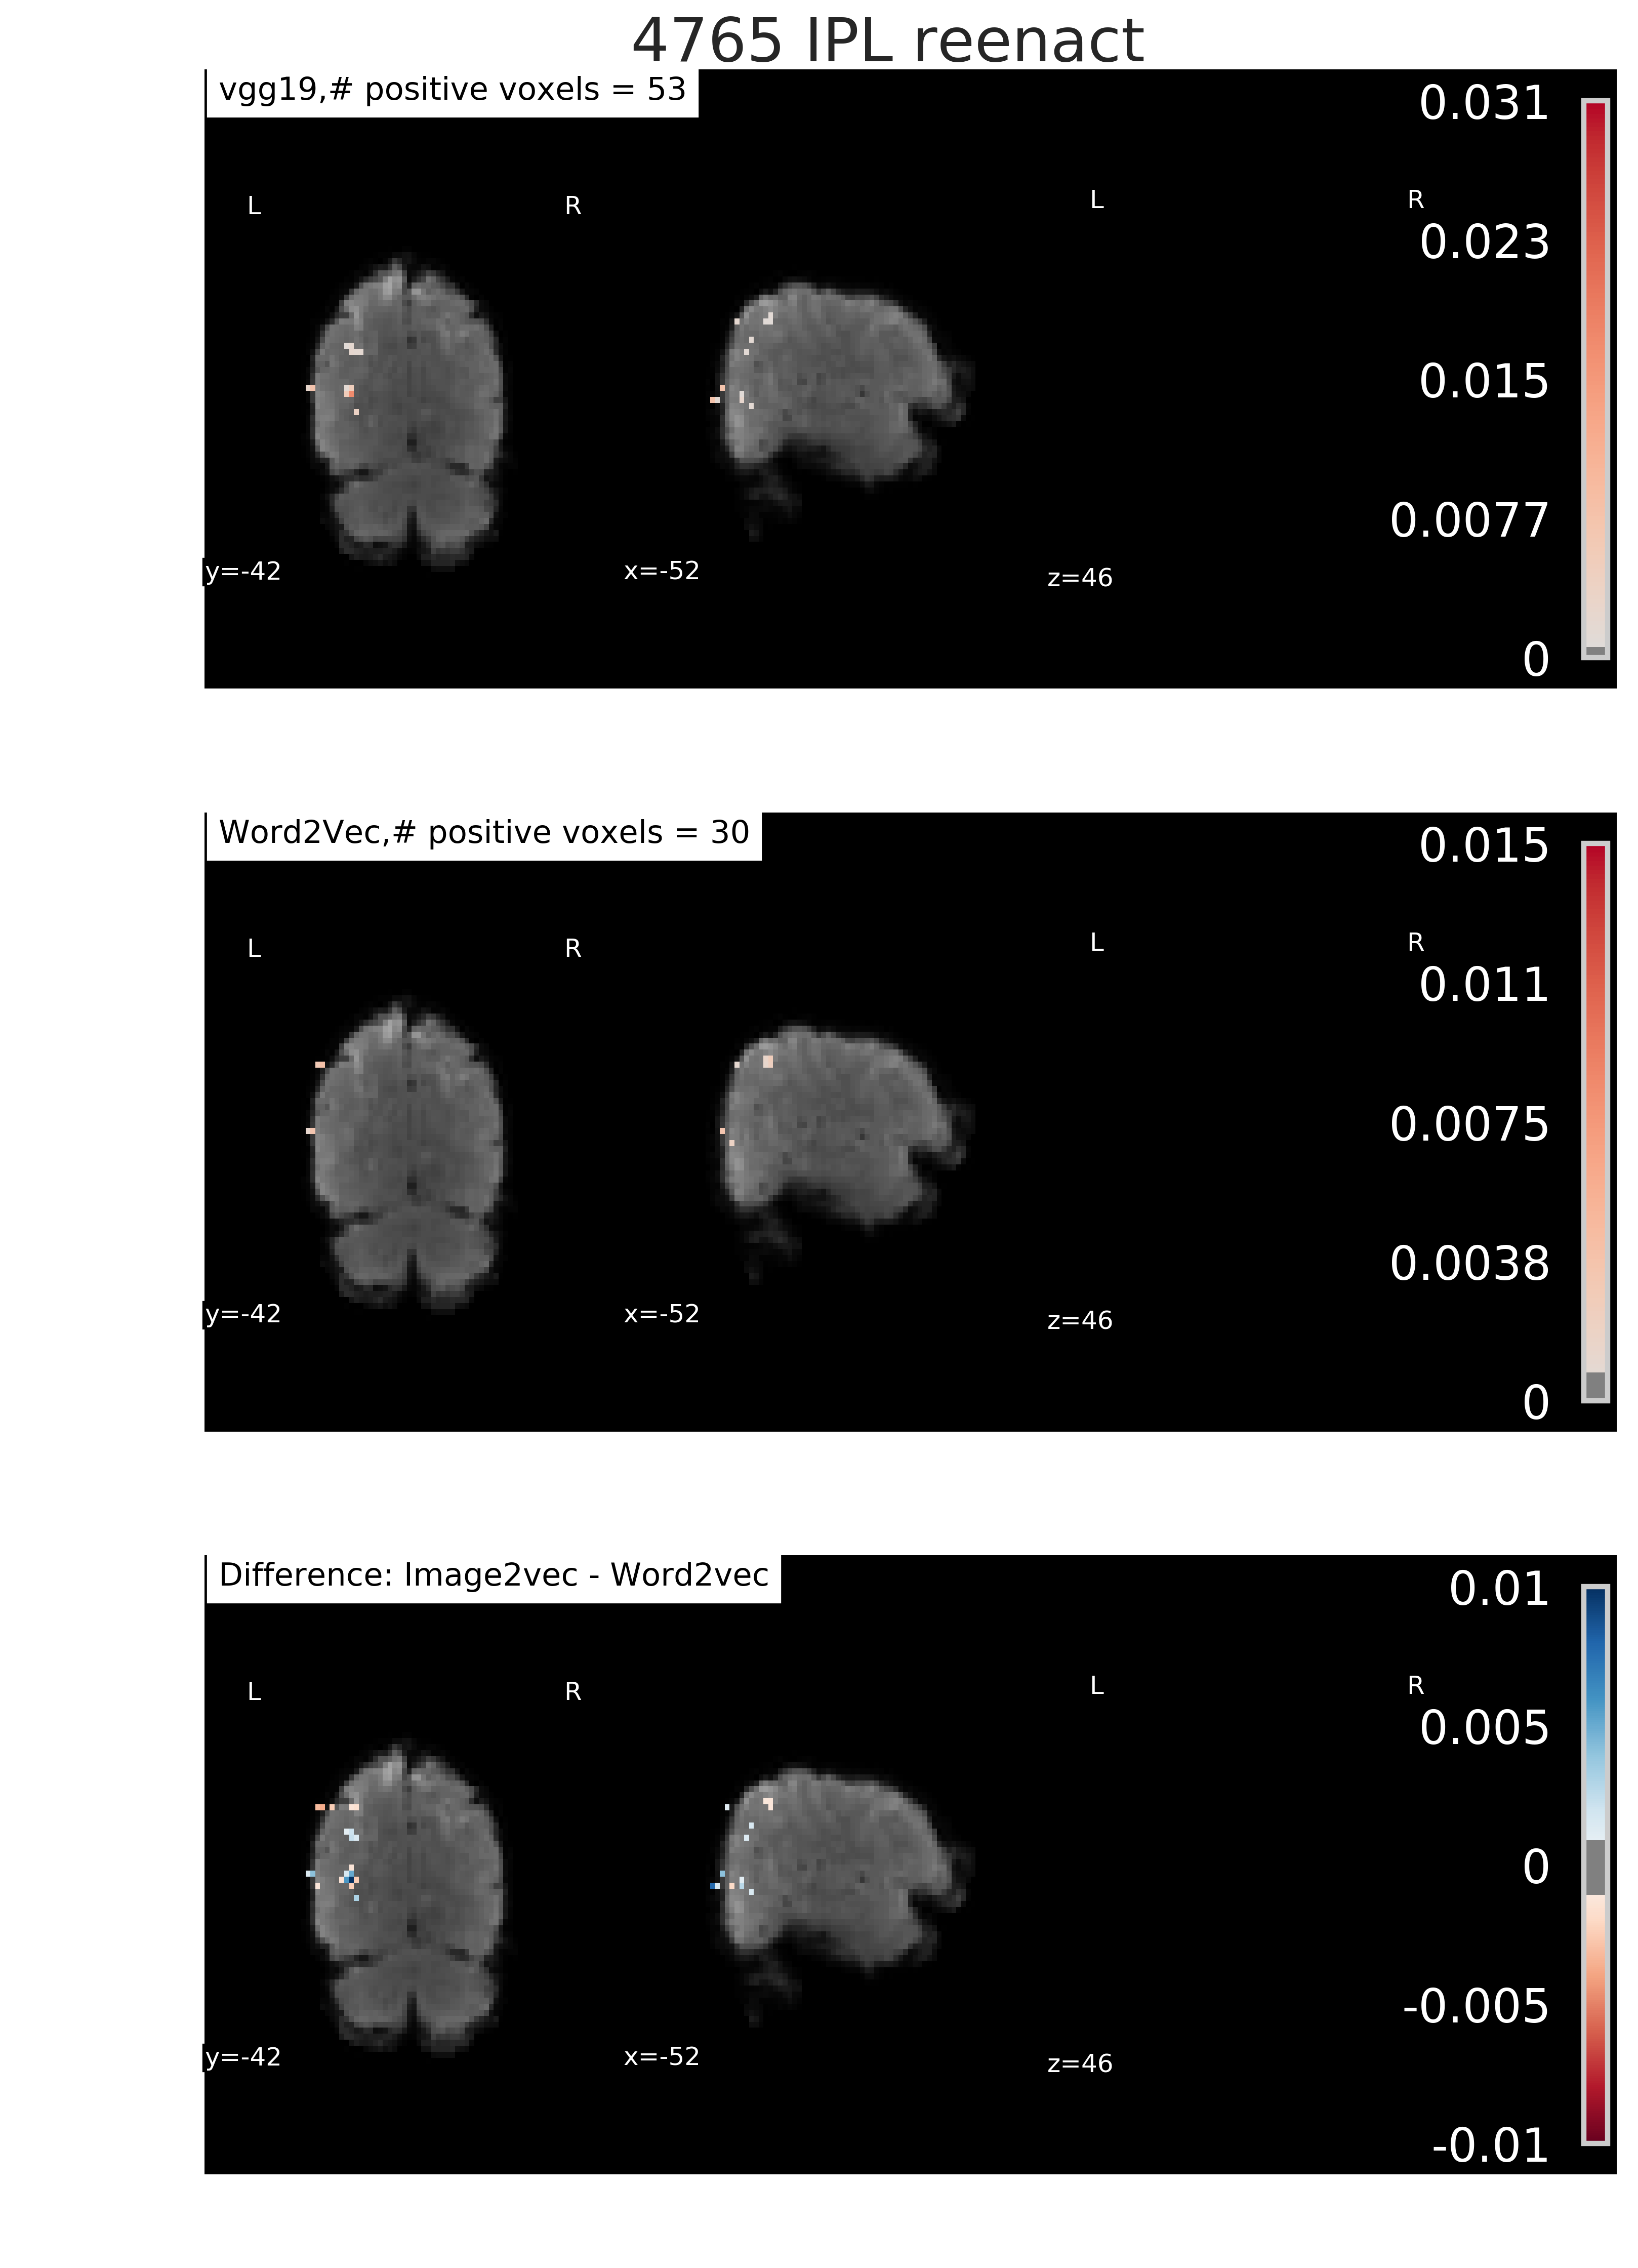 4765 IPL reenact
vgg19,# positive voxels = 53
0.031
L R L R
0.023
0.015
0.0077
y=-42 x=-52 z=46
0
Word2Vec,# positive voxels = 30
0.015
L R L R
0.011
0.0075
0.0038
y=-42 x=-52 z=46
0
Difference: Image2vec - Word2vec
0.01
L R L R
0.005
0
-0.005
y=-42 x=-52 z=46
-0.01